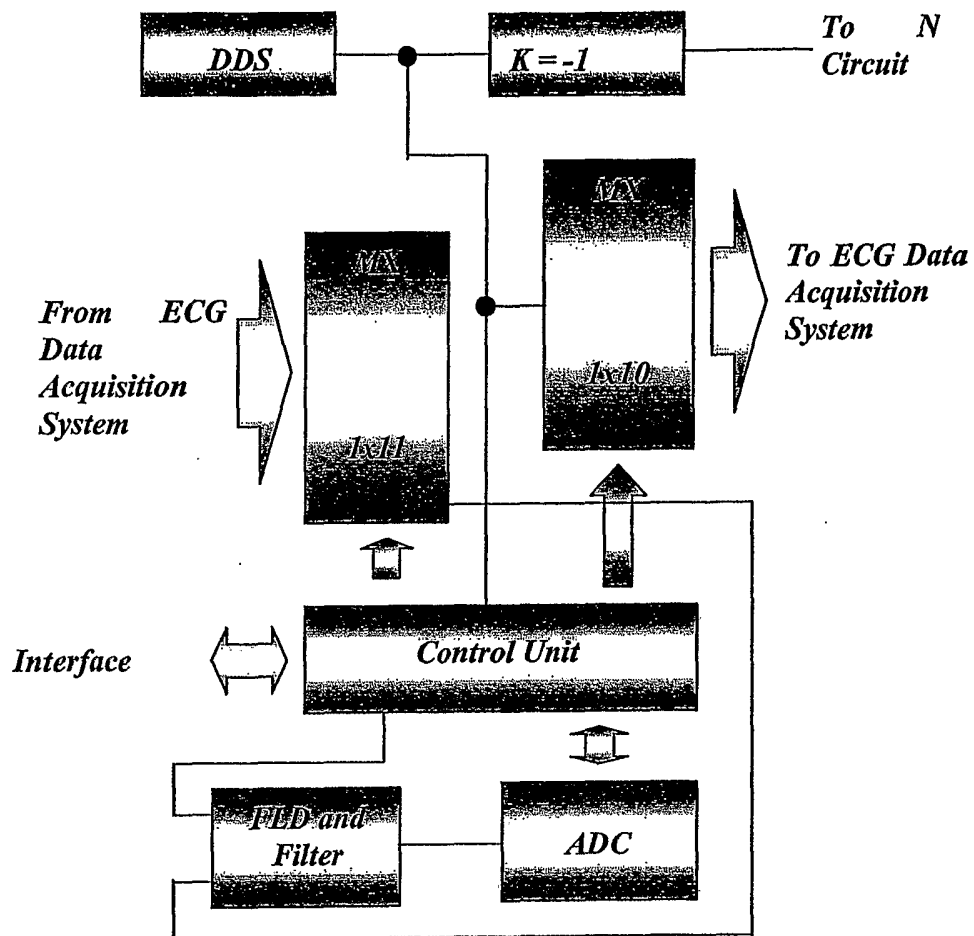 DDS
K = -1
To N
Circuit
MX
1x10
To ECG Data
Acquisition
System
MX
1x11
From ECG
Data
Acquisition
System
Interface
Control Unit
and
Filter
ADC